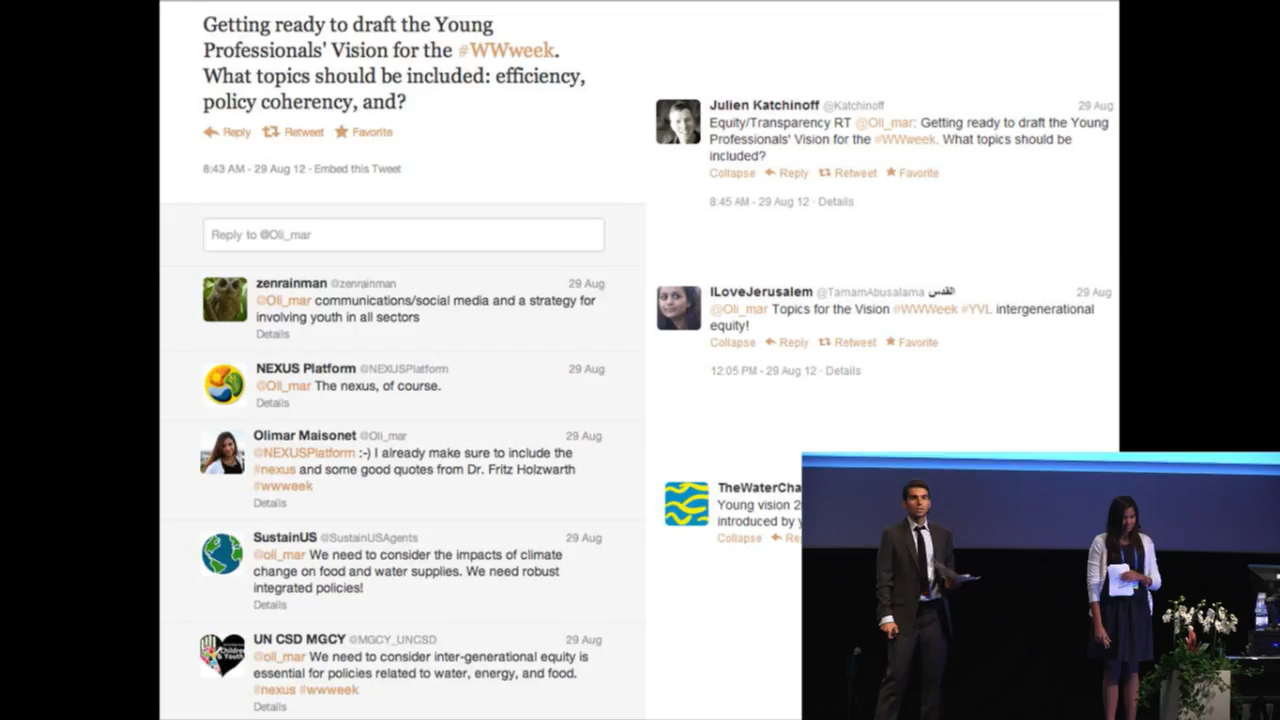 Getting ready to draft the Young
Professionals' Vision for the #WWweek.
What topics should be included: efficiency,
policy coherency, and?
Reply Retweet Favorite
8:43 AM - 29 Aug 12 · Embed this Tweet
Reply to @Oli_mar
zenrainman @zenrainman 29 Aug
@Oli_mar communications/social media and a strategy for
involving youth in all sectors
Details
NEXUS Platform @NEXUSPlatform 29 Aug
@Oli_mar The nexus, of course.
Details
Olimar Maisonet @Oli_mar 29 Aug
@NEXUSPlatform :-) I already make sure to include the
#nexus and some good quotes from Dr. Fritz Holzwarth
#wwweek
Details
SustainUS @SustainUSAgents 29 Aug
@oli_mar We need to consider the impacts of climate
change on food and water supplies. We need robust
integrated policies!
Details
UN CSD MGCY @MGCY_UNCSD 29 Aug
@oli_mar We need to consider inter-generational equity is
essential for policies related to water, energy, and food.
#nexus #wwweek
Details
Julien Katchinoff @Katchinoff 29 Aug
Equity/Transparency RT @Oli_mar: Getting ready to draft the Young
Professionals' Vision for the #WWweek. What topics should be
included?
Collapse Reply Retweet Favorite
8:45 AM - 29 Aug 12 · Details
ILoveJerusalem @TamamAbusalama القدس 29 Aug
@Oli_mar Topics for the Vision #WWWeek #YVL intergenerational
equity!
Collapse Reply Retweet Favorite
12:05 PM - 29 Aug 12 · Details
TheWaterCha
Young vision 2
introduced by y
Collapse Re